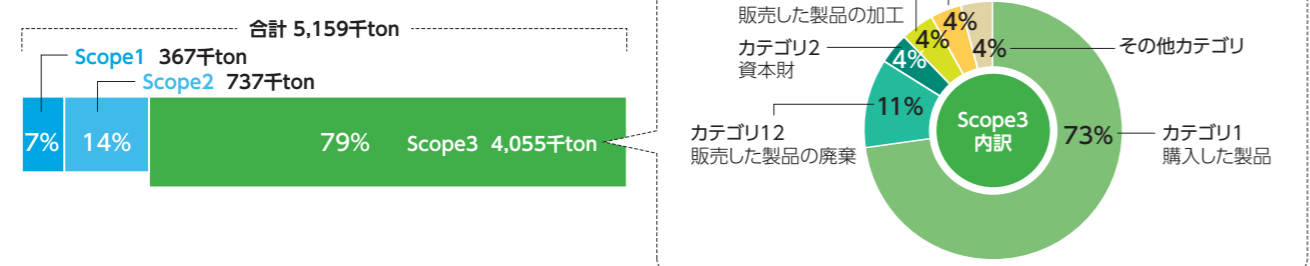 合計 5,159千ton
Scope1 367千ton
Scope2 737千ton
7%
14%
79%
Scope3 4,055千ton
販売した製品の加工
カテゴリ2
資本財
カテゴリ12
販売した製品の廃棄
4%
4%
4%
4%
11%
73%
Scope3
内訳
その他カテゴリ
カテゴリ1
購入した製品